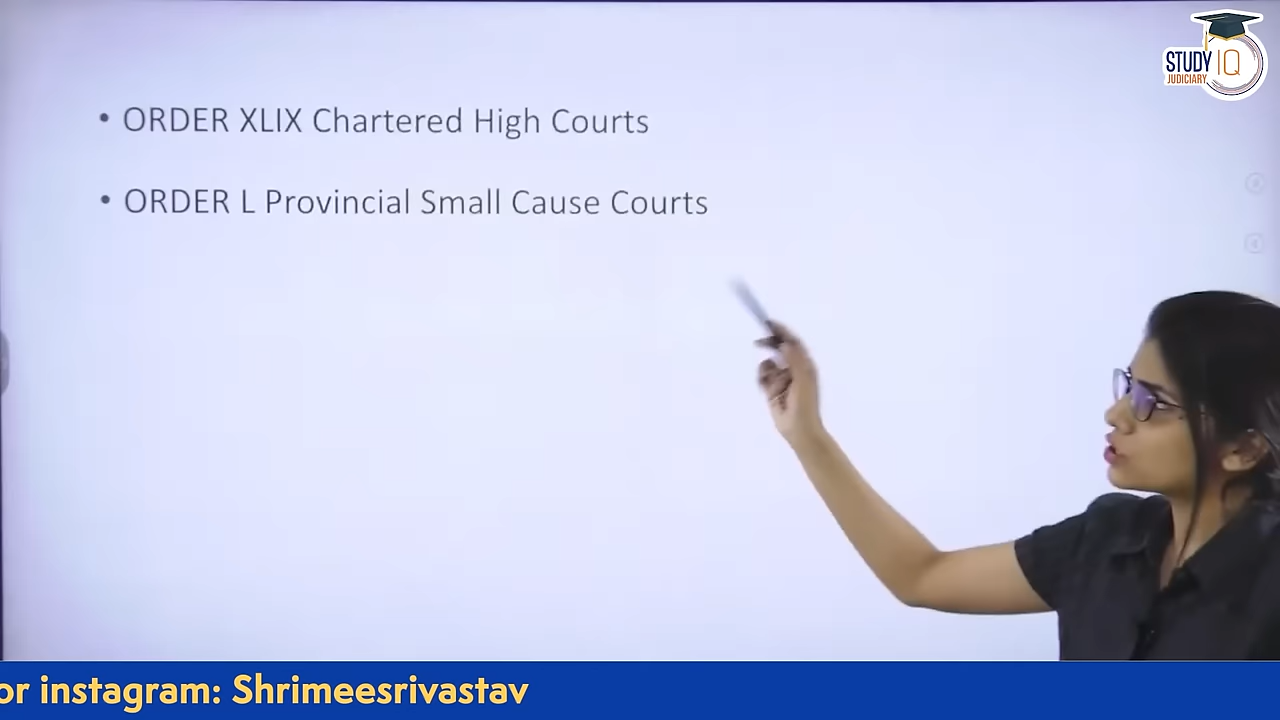 STUDY IQ
JUDICIARY
• ORDER XLIX Chartered High Courts
• ORDER L Provincial Small Cause Courts
or instagram: Shrimeesrivastav